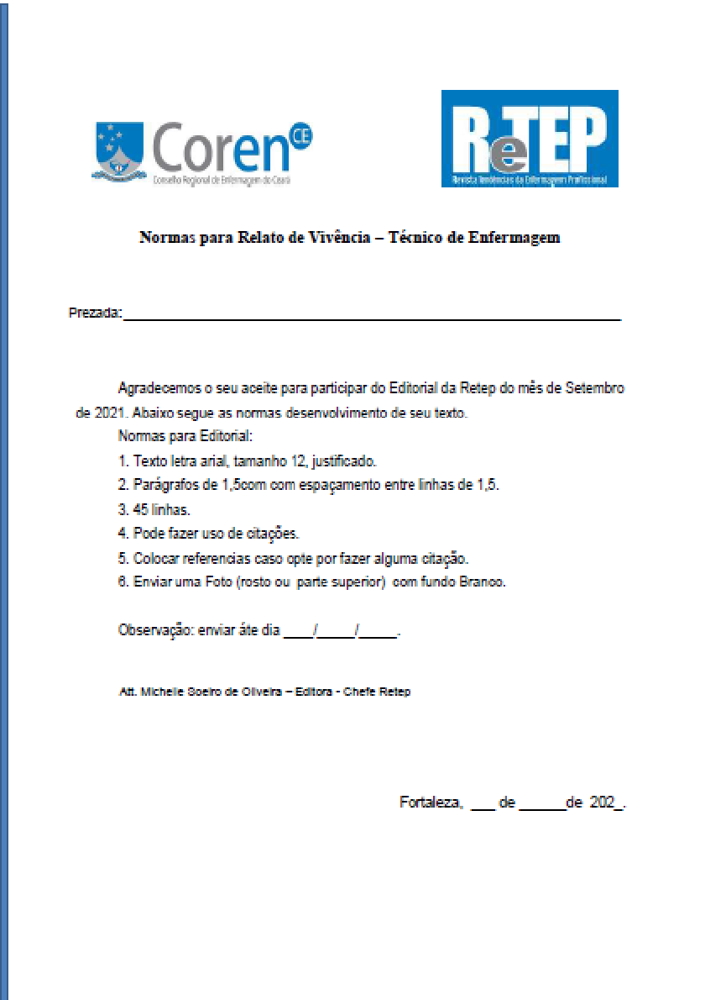 Coren CE
Conselho Regional de Enfermagem do Ceará
ReTEP
Revista Tendências da Enfermagem Profissional
Normas para Relato de Vivência – Técnico de Enfermagem
Prezada:
Agradecemos o seu aceite para participar do Editorial da Retep do mês de Setembro
de 2021. Abaixo segue as normas desenvolvimento de seu texto.
Normas para Editorial:
1. Texto letra arial, tamanho 12, justificado.
2. Parágrafos de 1,5com com espaçamento entre linhas de 1,5.
3. 45 linhas.
4. Pode fazer uso de citações.
5. Colocar referencias caso opte por fazer alguma citação.
6. Enviar uma Foto (rosto ou parte superior) com fundo Branco.
Observação: enviar áte dia ____/_____/_____.
Att. Michelle Soeiro de Oliveira – Editora - Chefe Retep
Fortaleza, ___ de ______de 202_.